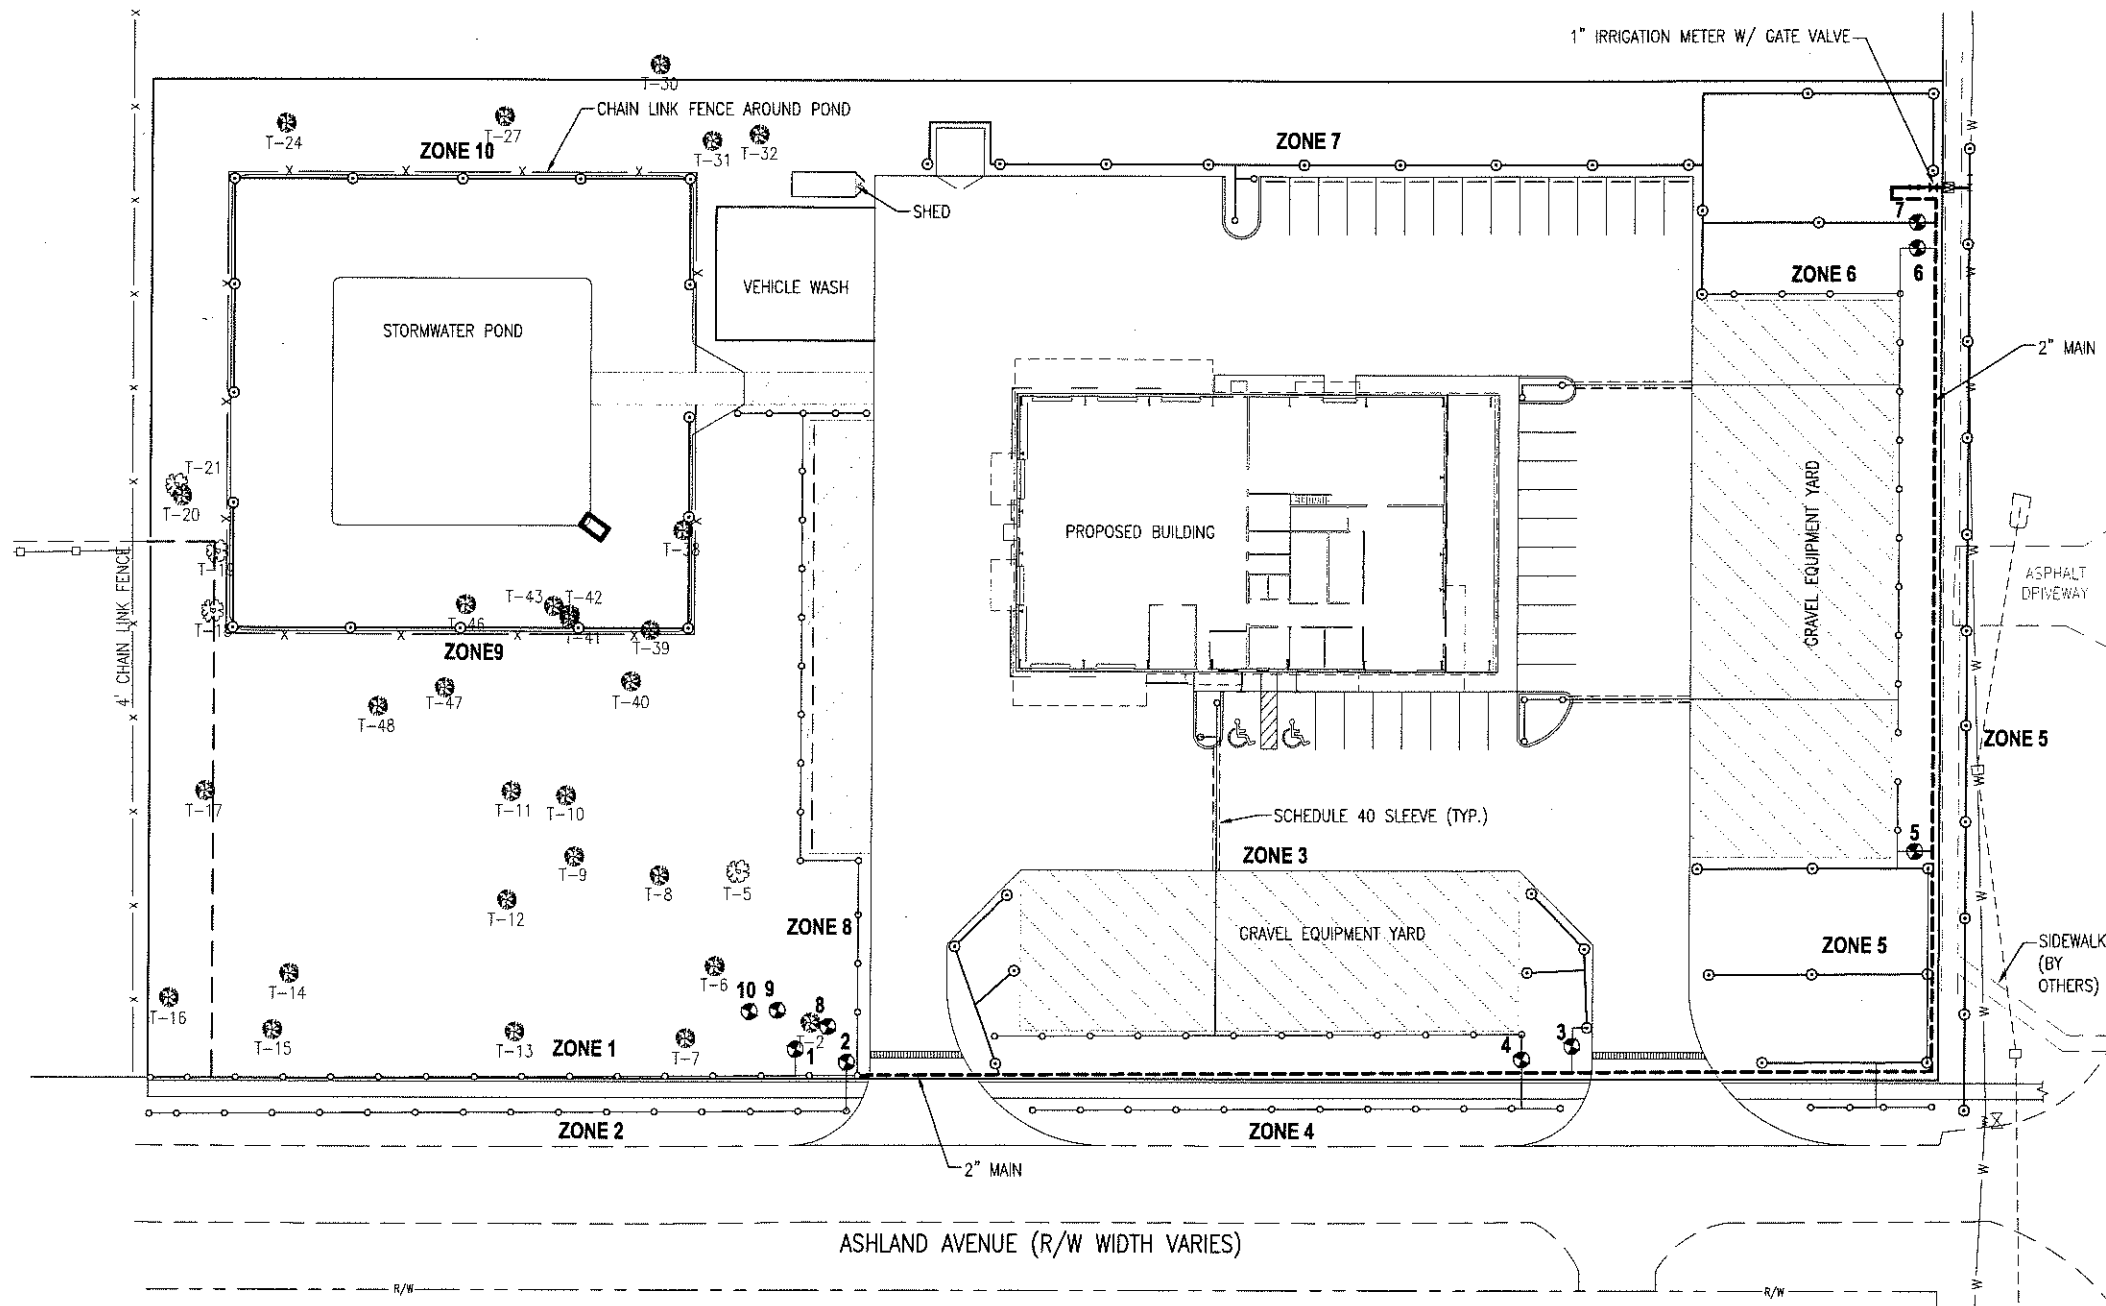 1" IRRIGATION METER W/ GATE VALVE
T-30
CHAIN LINK FENCE AROUND POND
T-24
T-27
ZONE 10
T-31
T-32
ZONE 7
SHED
7
VEHICLE WASH
ZONE 6
6
STORMWATER POND
2" MAIN
T-21
T-20
GRAVEL EQUIPMENT YARD
PROPOSED BUILDING
T-38
4' CHAIN LINK FENCE
ASPHALT
DRIVEWAY
T-43
T-42
T-46
T-41
T-39
ZONE9
T-40
T-47
T-48
ZONE 5
T-17
T-11
T-10
SCHEDULE 40 SLEEVE (TYP.)
5
ZONE 3
T-9
T-8
T-5
T-12
ZONE 8
GRAVEL EQUIPMENT YARD
ZONE 5
SIDEWALK
(BY
OTHERS)
T-6
T-14
T-16
10
9
8
T-15
T-13
ZONE 1
T-7
T-2
1
2
4
3
ZONE 2
ZONE 4
2" MAIN
ASHLAND AVENUE (R/W WIDTH VARIES)
R/W
R/W